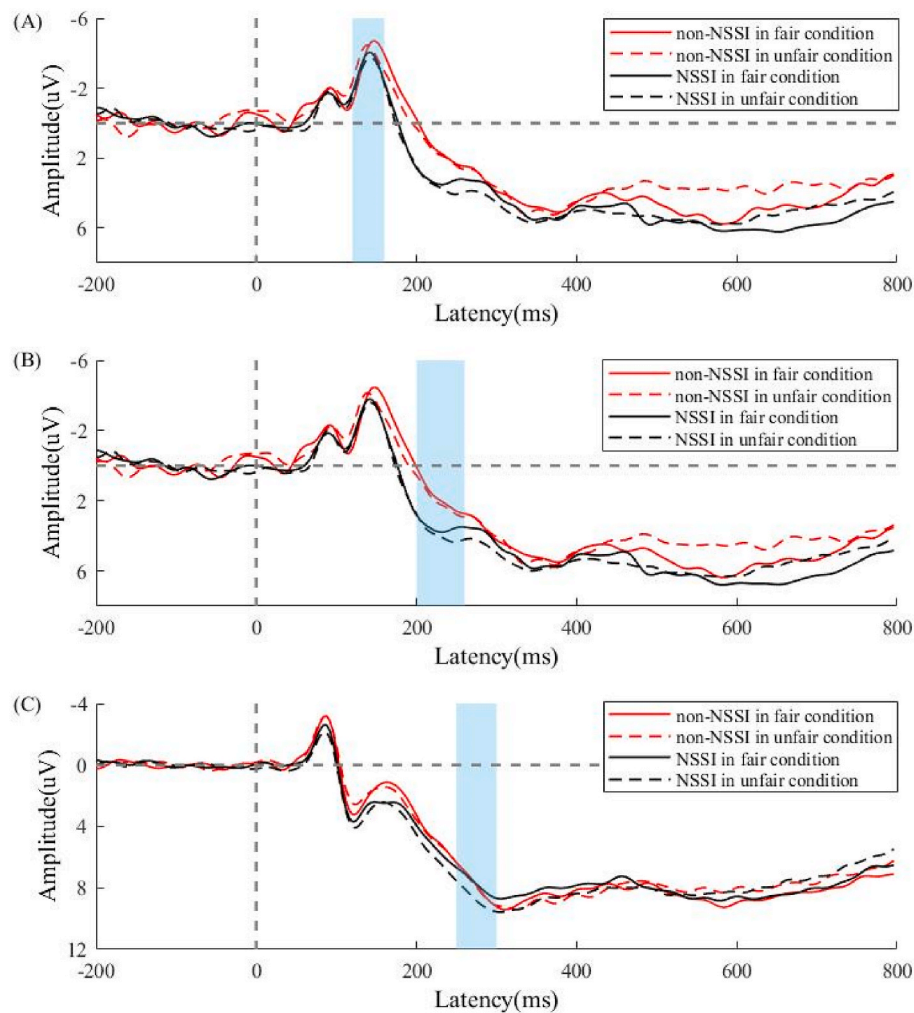 (A)
-6
-2
2
6
Amplitude(uV)
non-NSSI in fair condition
non-NSSI in unfair condition
NSSI in fair condition
NSSI in unfair condition
-200 0 200 400 600 800
Latency(ms)
(B)
-6
-2
2
6
Amplitude(uV)
non-NSSI in fair condition
non-NSSI in unfair condition
NSSI in fair condition
NSSI in unfair condition
-200 0 200 400 600 800
Latency(ms)
(C)
-4
0
4
8
12
Amplitude(uV)
non-NSSI in fair condition
non-NSSI in unfair condition
NSSI in fair condition
NSSI in unfair condition
-200 0 200 400 600 800
Latency(ms)